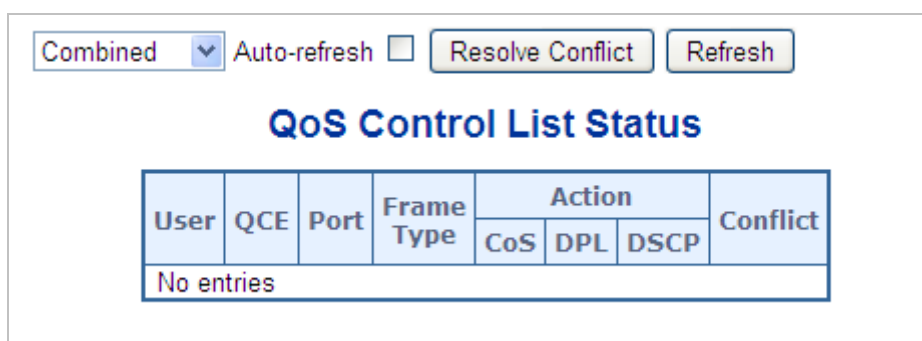 Combined Auto-refresh Resolve Conflict Refresh
QoS Control List Status
User QCE Port Frame Type Action Conflict
CoS DPL DSCP
No entries